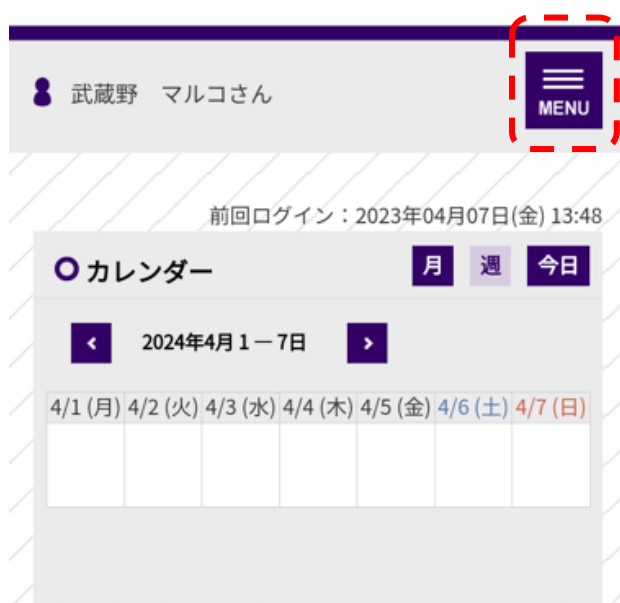 武蔵野　マルコさん
MENU
前回ログイン：2023年04月07日(金) 13:48
カレンダー
月 週 今日
2024年4月 1 ― 7日
4/1 (月) 4/2 (火) 4/3 (水) 4/4 (木) 4/5 (金) 4/6 (土) 4/7 (日)